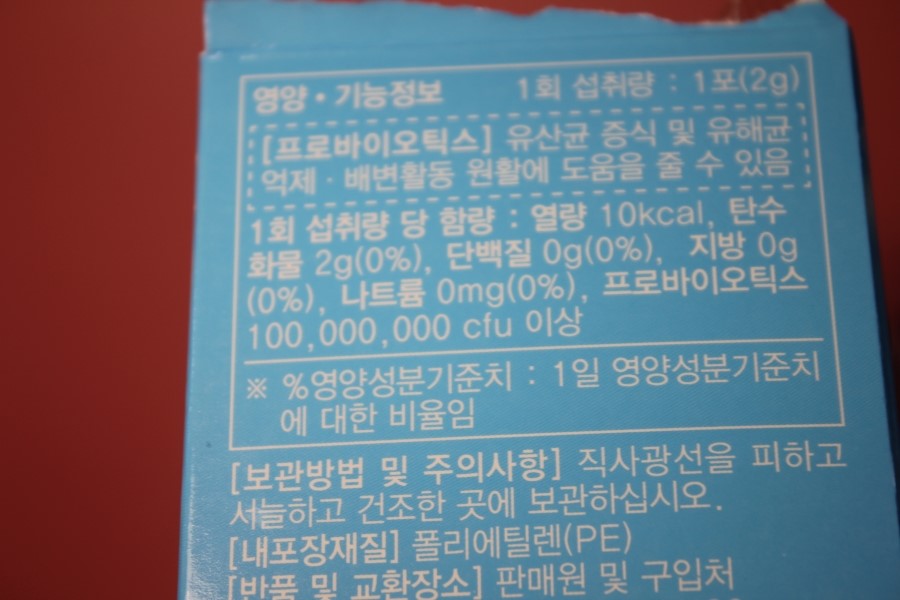 영양·기능정보 1회 섭취량 : 1포(2g)
[프로바이오틱스] 유산균 증식 및 유해균
억제·배변활동 원활에 도움을 줄 수 있음
1회 섭취량 당 함량 : 열량 10kcal, 탄수
화물 2g(0%), 단백질 0g(0%), 지방 0g
(0%), 나트륨 0mg(0%), 프로바이오틱스
100,000,000 cfu 이상
※ %영양성분기준치 : 1일 영양성분기준치
에 대한 비율임
[보관방법 및 주의사항] 직사광선을 피하고
서늘하고 건조한 곳에 보관하십시오.
[내포장재질] 폴리에틸렌(PE)
[반품 및 교환장소] 판매원 및 구입처